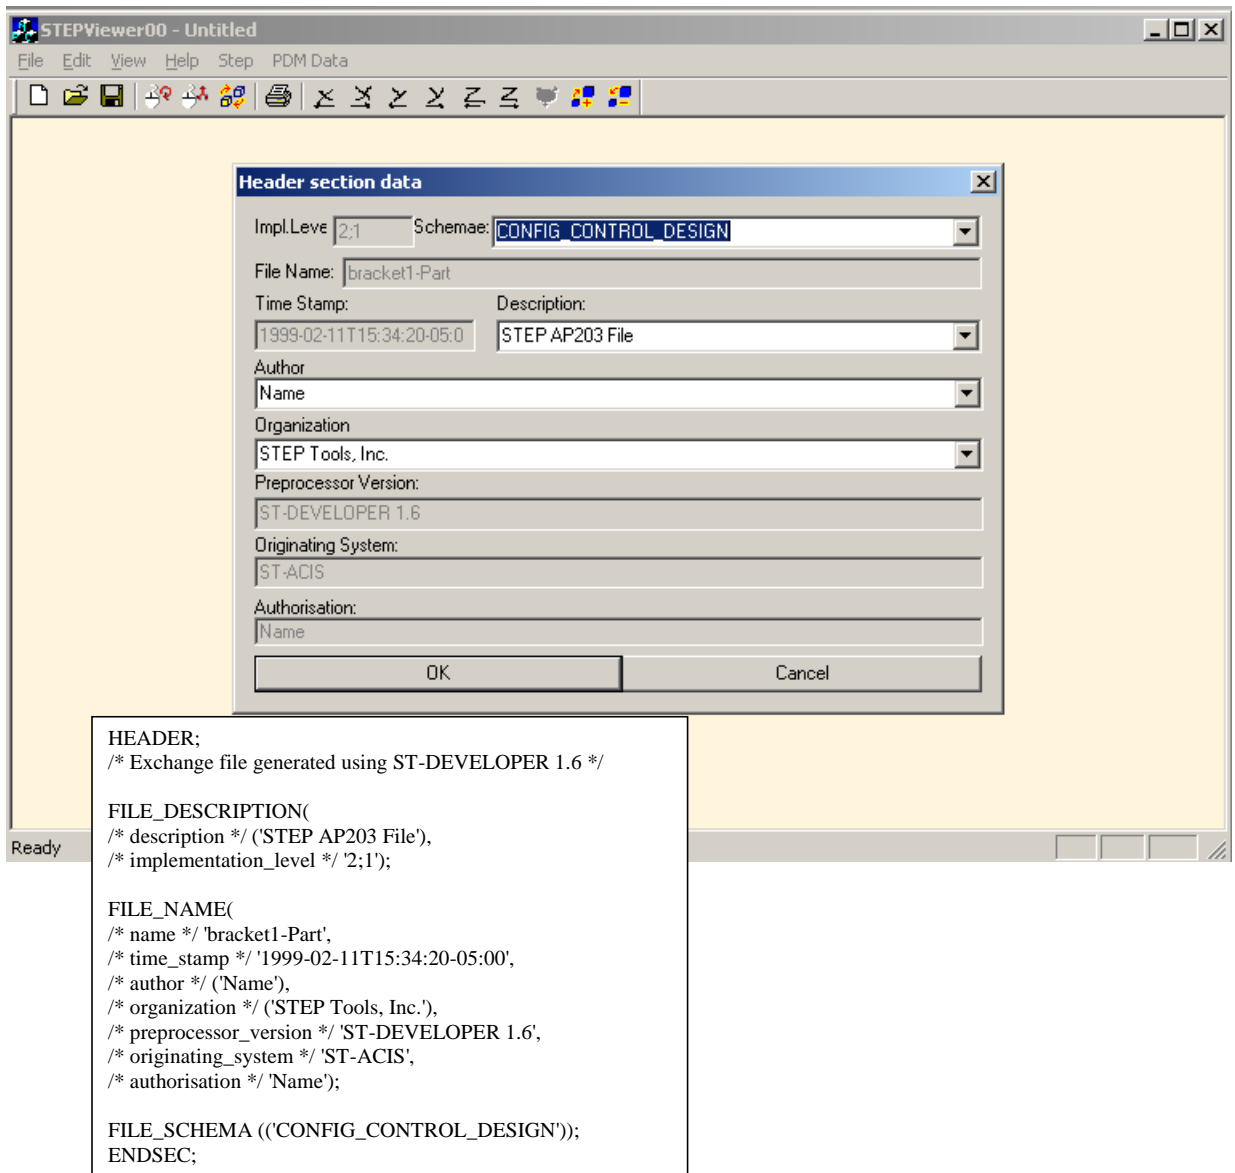 STEPViewer00 - Untitled
File Edit View Help Step PDM Data
Header section data
Impl.Leve 2;1 Schemae: CONFIG_CONTROL_DESIGN
File Name: bracket1-Part
Time Stamp: Description:
1999-02-11T15:34:20-05:0 STEP AP203 File
Author
Name
Organization
STEP Tools, Inc.
Preprocessor Version:
ST-DEVELOPER 1.6
Originating System:
ST-ACIS
Authorisation:
Name
OK Cancel
Ready
HEADER;
/* Exchange file generated using ST-DEVELOPER 1.6 */
FILE_DESCRIPTION(
/* description */ ('STEP AP203 File'),
/* implementation_level */ '2;1');
FILE_NAME(
/* name */ 'bracket1-Part',
/* time_stamp */ '1999-02-11T15:34:20-05:00',
/* author */ ('Name'),
/* organization */ ('STEP Tools, Inc.'),
/* preprocessor_version */ 'ST-DEVELOPER 1.6',
/* originating_system */ 'ST-ACIS',
/* authorisation */ 'Name');
FILE_SCHEMA (('CONFIG_CONTROL_DESIGN'));
ENDSEC;